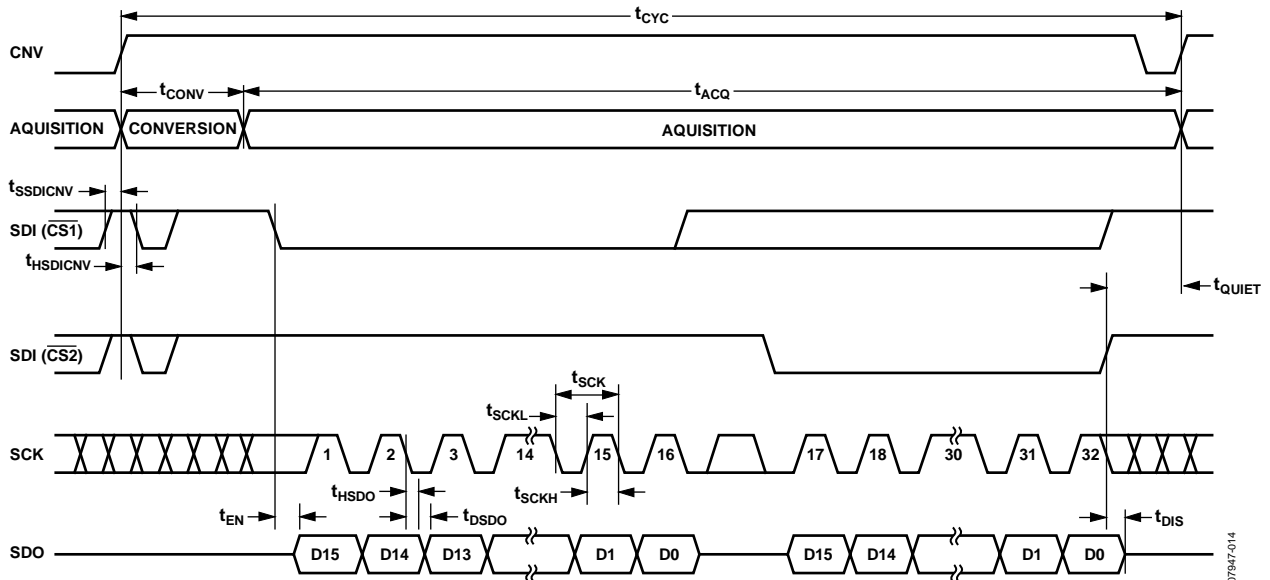 tCYC
CNV
tCONV
tACQ
AQUISITION
CONVERSION
AQUISITION
tSSDICNV
SDI (CS1)
tHSDICNV
tQUIET
SDI (CS2)
tSCK
tSCKL
SCK
1 2 3 14 15 16 17 18 30 31 32
tHSDO
tSCKH
tEN
tDSDO
tDIS
SDO
D15 D14 D13 D1 D0 D15 D14 D1 D0
07947-014